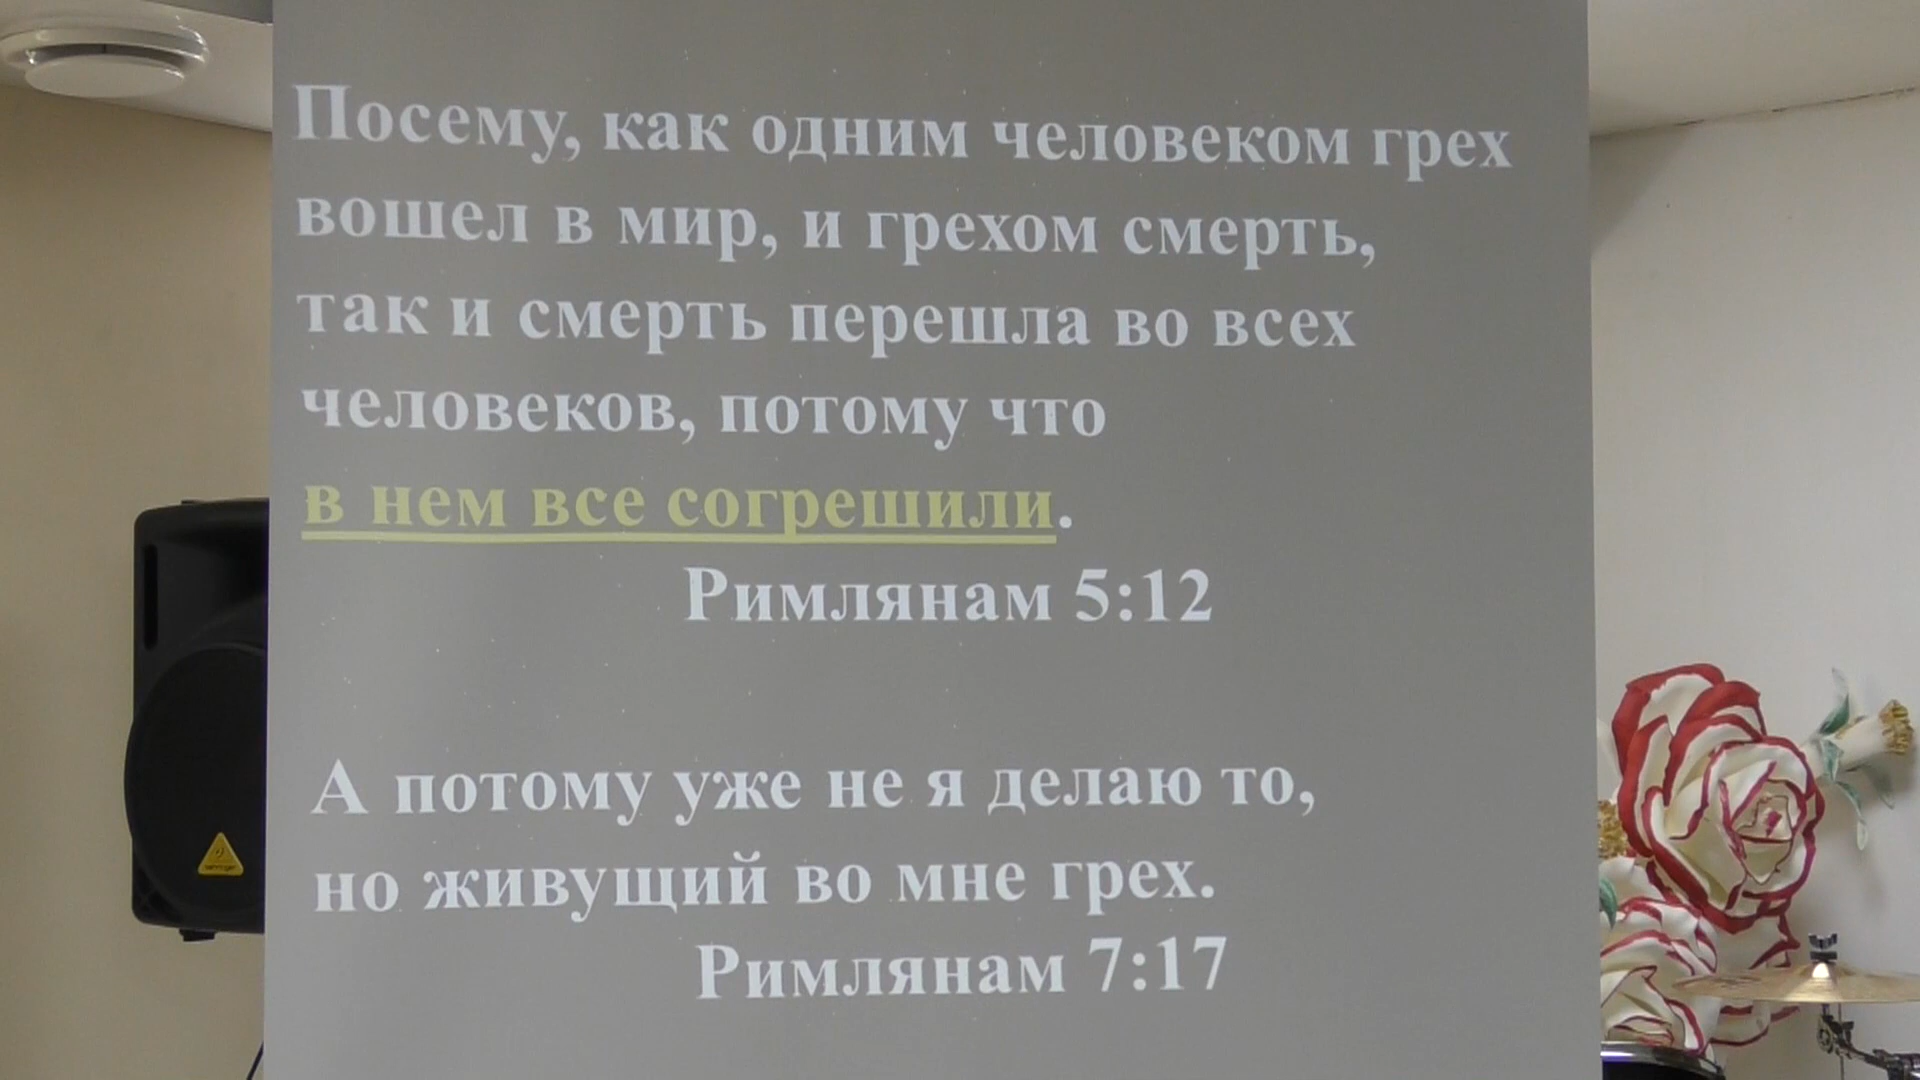 Посему, как одним человеком грех
вошел в мир, и грехом смерть,
так и смерть перешла во всех
человеков, потому что
в нем все согрешили.
Римлянам 5:12
А потому уже не я делаю то,
но живущий во мне грех.
Римлянам 7:17
behringer